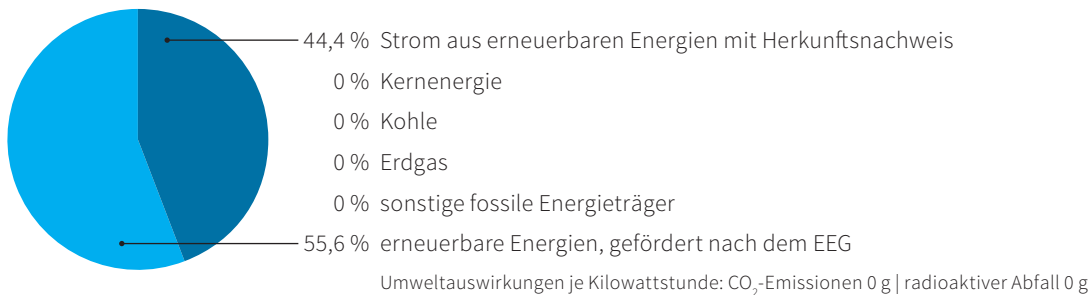 44,4 % Strom aus erneuerbaren Energien mit Herkunftsnachweis
0 % Kernenergie
0 % Kohle
0 % Erdgas
0 % sonstige fossile Energieträger
55,6 % erneuerbare Energien, gefördert nach dem EEG
Umweltauswirkungen je Kilowattstunde: CO₂-Emissionen 0 g | radioaktiver Abfall 0 g